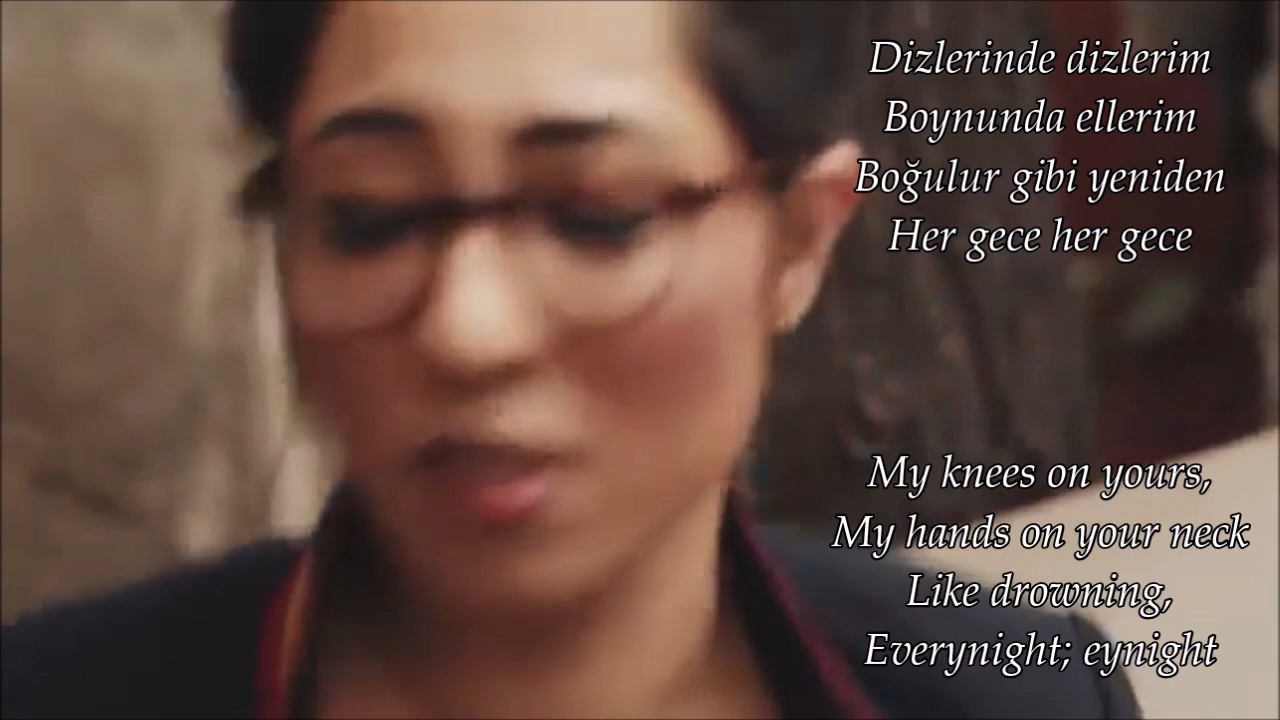 Dizlerinde dizlerim
Boynunda ellerim
Boğulur gibi yeniden
Her gece her gece
My knees on yours,
My hands on your neck
Like drowning,
Everynight; eynight